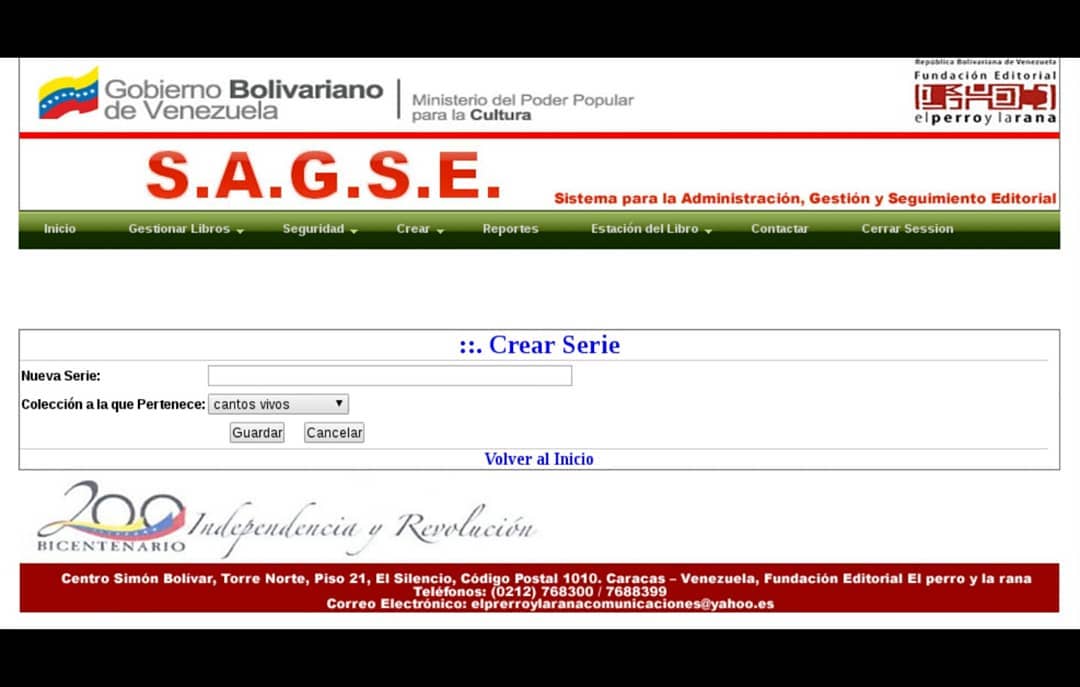 República Bolivariana de Venezuela
Fundación Editorial
elperroylarana
Gobierno Bolivariano
de Venezuela
Ministerio del Poder Popular
para la Cultura
S.A.G.S.E.
Sistema para la Administración, Gestión y Seguimiento Editorial
Inicio Gestionar Libros Seguridad Crear Reportes Estación del Libro Contactar Cerrar Session
::. Crear Serie
Nueva Serie:
Colección a la que Pertenece: cantos vivos
Guardar Cancelar
Volver al Inicio
200 Independencia y Revolución
BICENTENARIO
Centro Simón Bolívar, Torre Norte, Piso 21, El Silencio, Código Postal 1010. Caracas – Venezuela, Fundación Editorial El perro y la rana
Teléfonos: (0212) 768300 / 7688399
Correo Electrónico: elprerroylaranacomunicaciones@yahoo.es